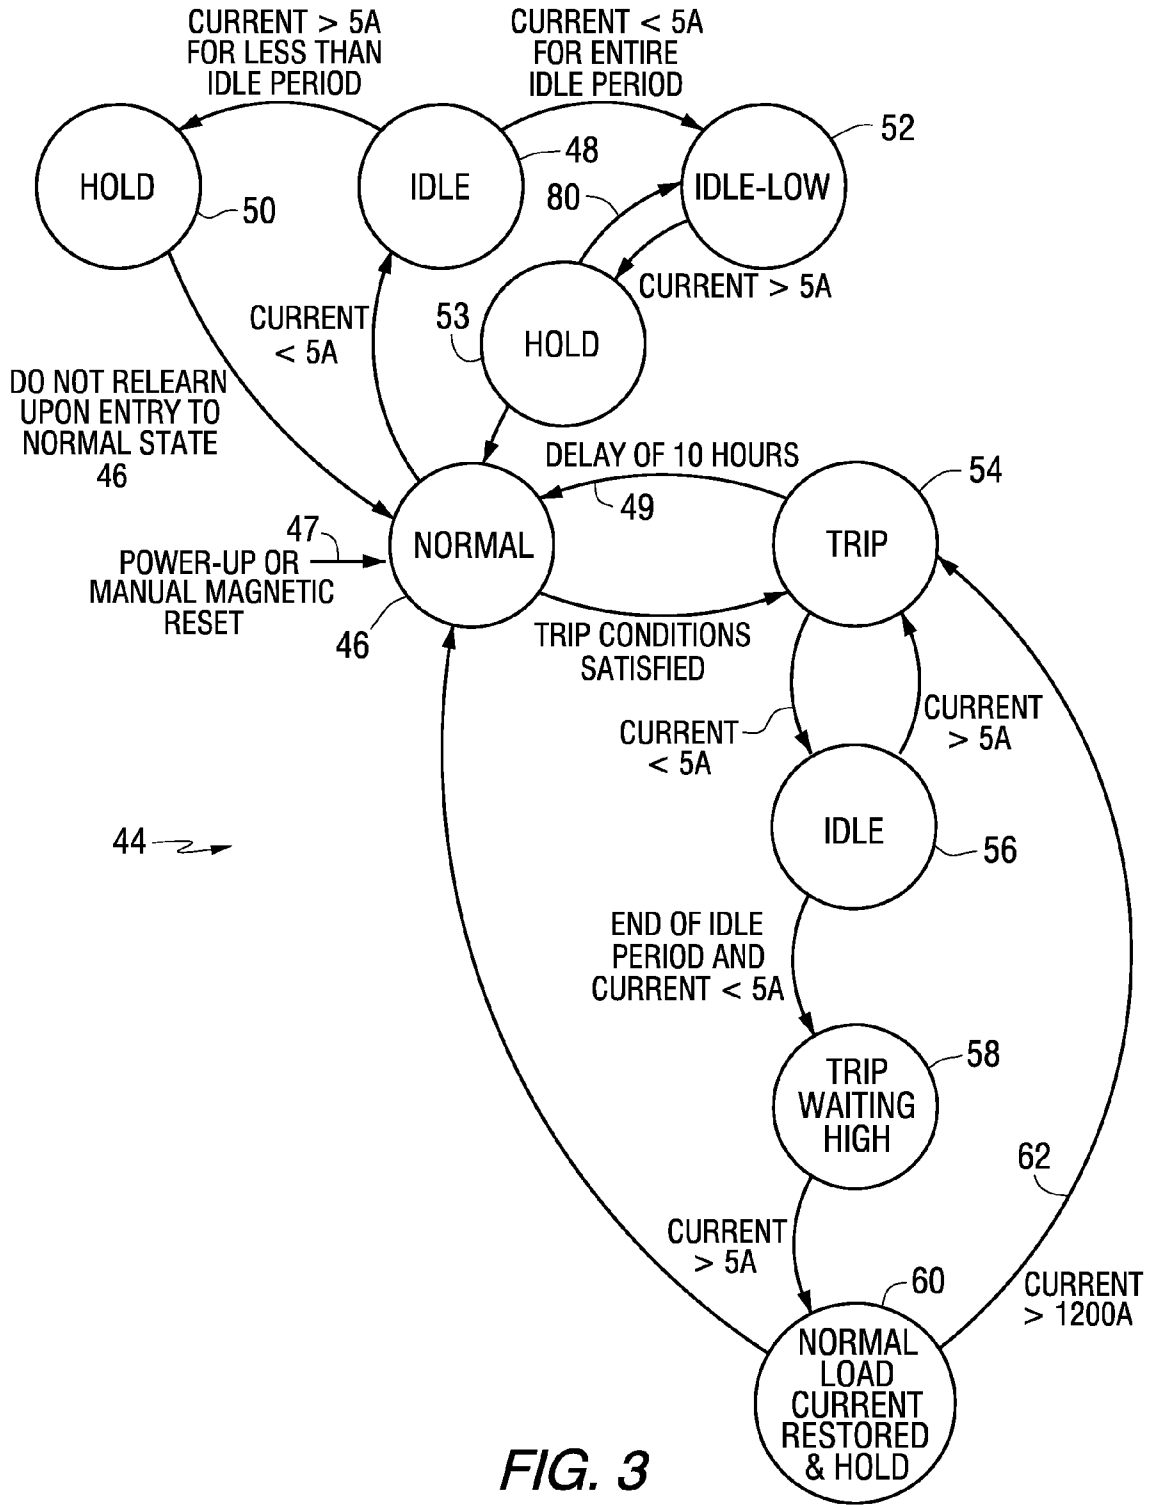 CURRENT > 5A
FOR LESS THAN
IDLE PERIOD
CURRENT < 5A
FOR ENTIRE
IDLE PERIOD
HOLD
50
IDLE
48
IDLE-LOW
52
80
CURRENT > 5A
53
HOLD
CURRENT
< 5A
DO NOT RELEARN
UPON ENTRY TO
NORMAL STATE
46
DELAY OF 10 HOURS
49
54
47
POWER-UP OR
MANUAL MAGNETIC
RESET
NORMAL
46
TRIP
TRIP CONDITIONS
SATISFIED
CURRENT
< 5A
CURRENT
> 5A
44
IDLE
56
END OF IDLE
PERIOD AND
CURRENT < 5A
TRIP
WAITING
HIGH
58
62
CURRENT
> 5A
60
CURRENT
> 1200A
NORMAL
LOAD
CURRENT
RESTORED
& HOLD
FIG. 3